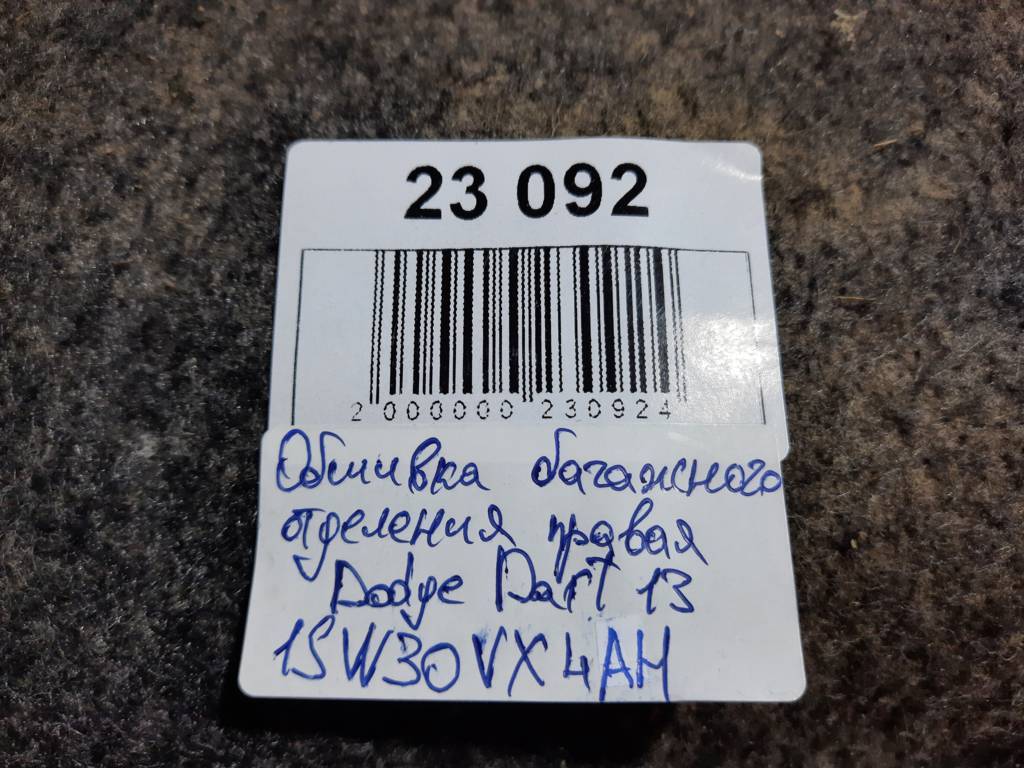 23 092
2 000000 230924
Обшивка багажного
отделения правая
Dodge Dart 13
1SW30VX4AH